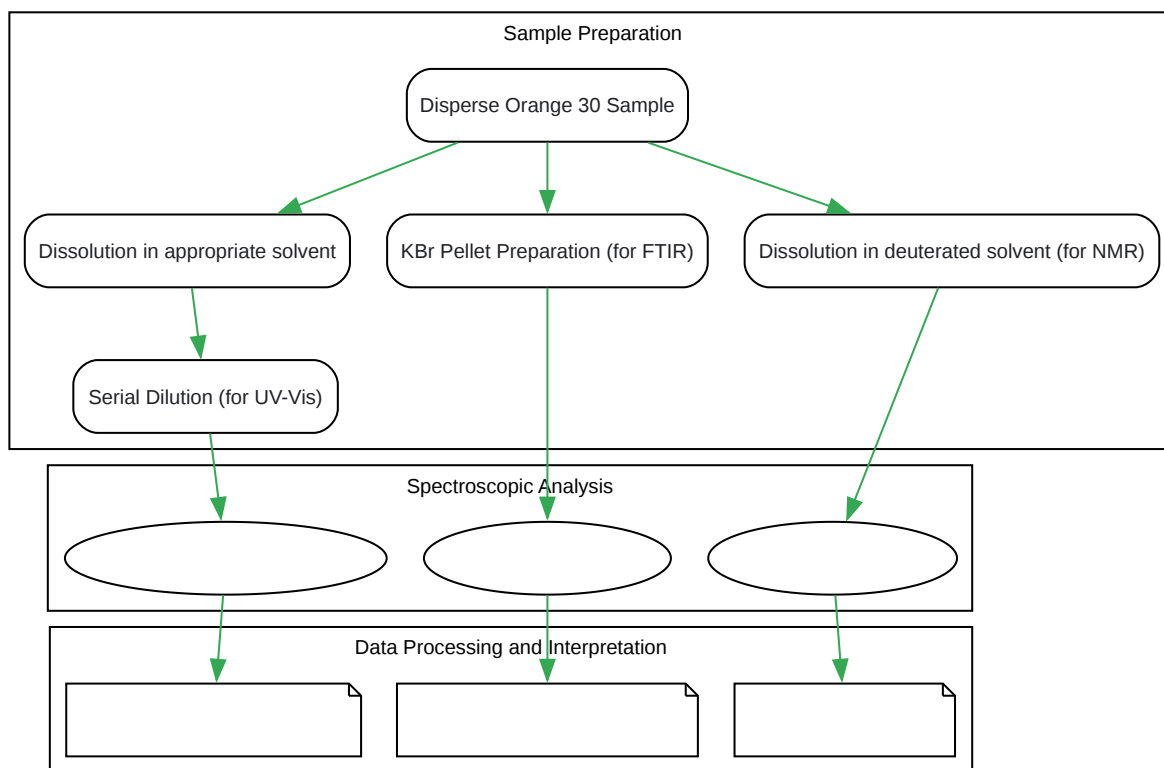 Sample Preparation
Disperse Orange 30 Sample
Dissolution in appropriate solvent
KBr Pellet Preparation (for FTIR)
Dissolution in deuterated solvent (for NMR)
Serial Dilution (for UV-Vis)
Spectroscopic Analysis
Data Processing and Interpretation